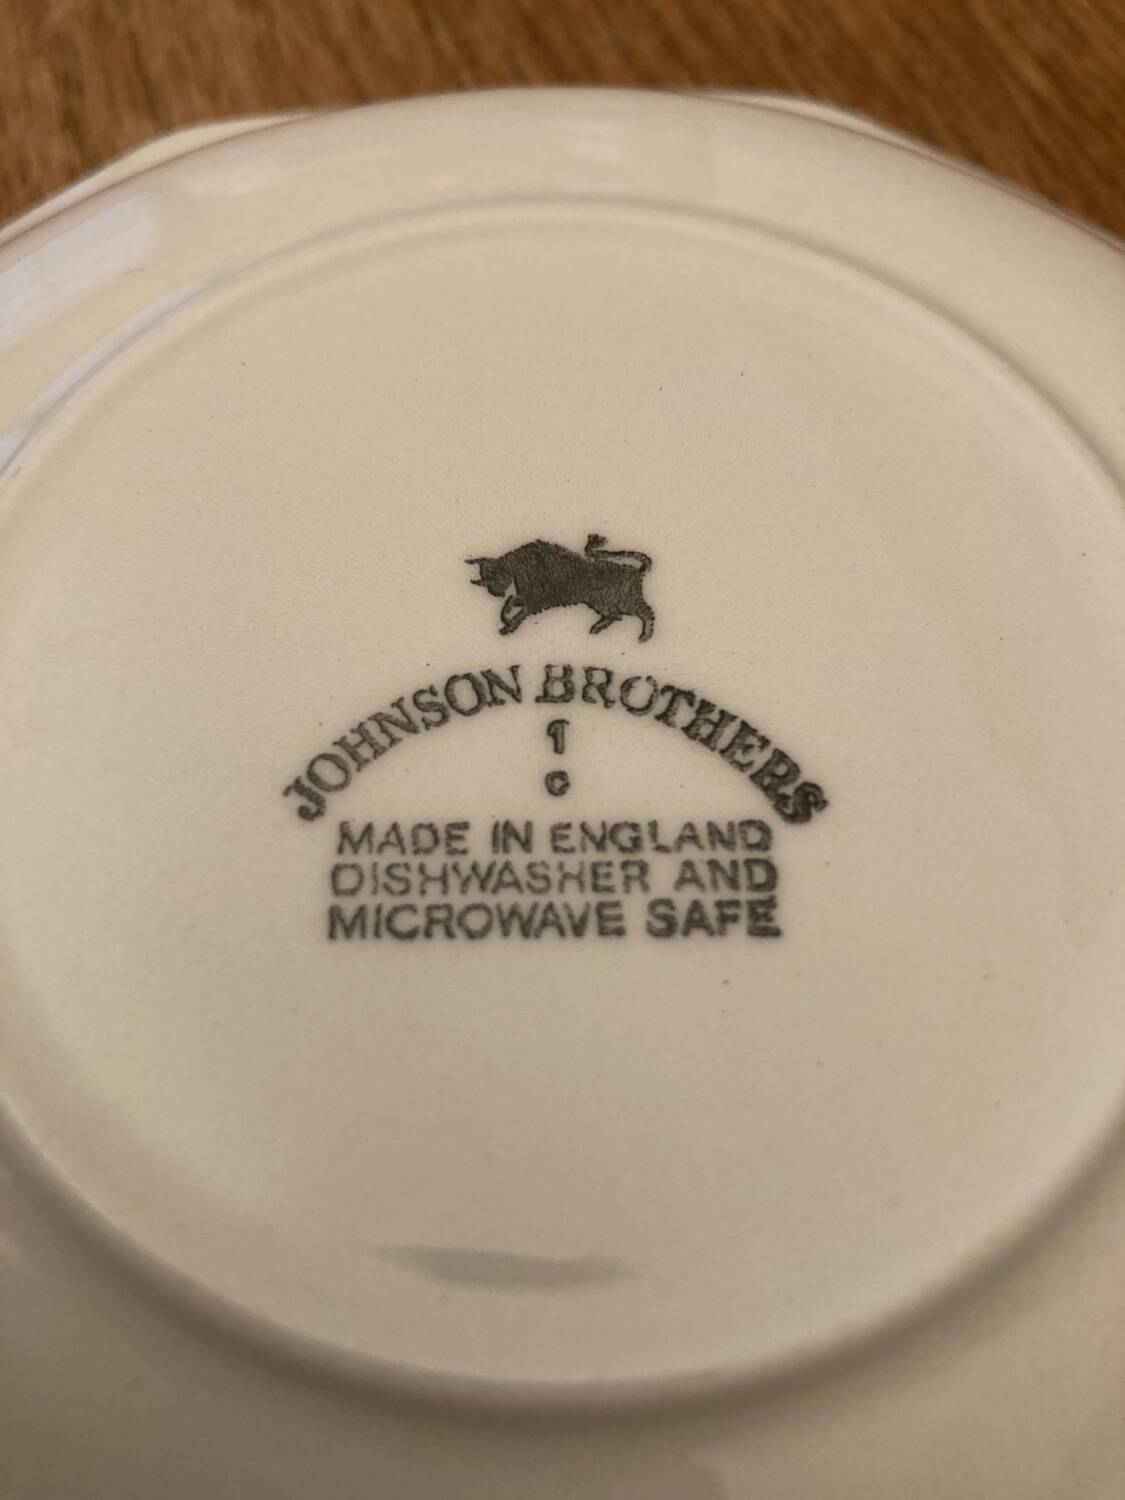 JOHNSON BROTHERS
1
c
MADE IN ENGLAND
DISHWASHER AND
MICROWAVE SAFE